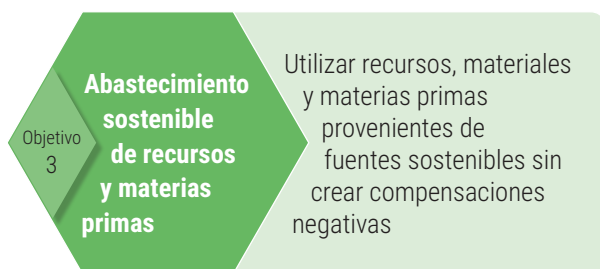 Objetivo
3
Abastecimiento
sostenible
de recursos
y materias
primas
Utilizar recursos, materiales
y materias primas
provenientes de
fuentes sostenibles sin
crear compensaciones
negativas